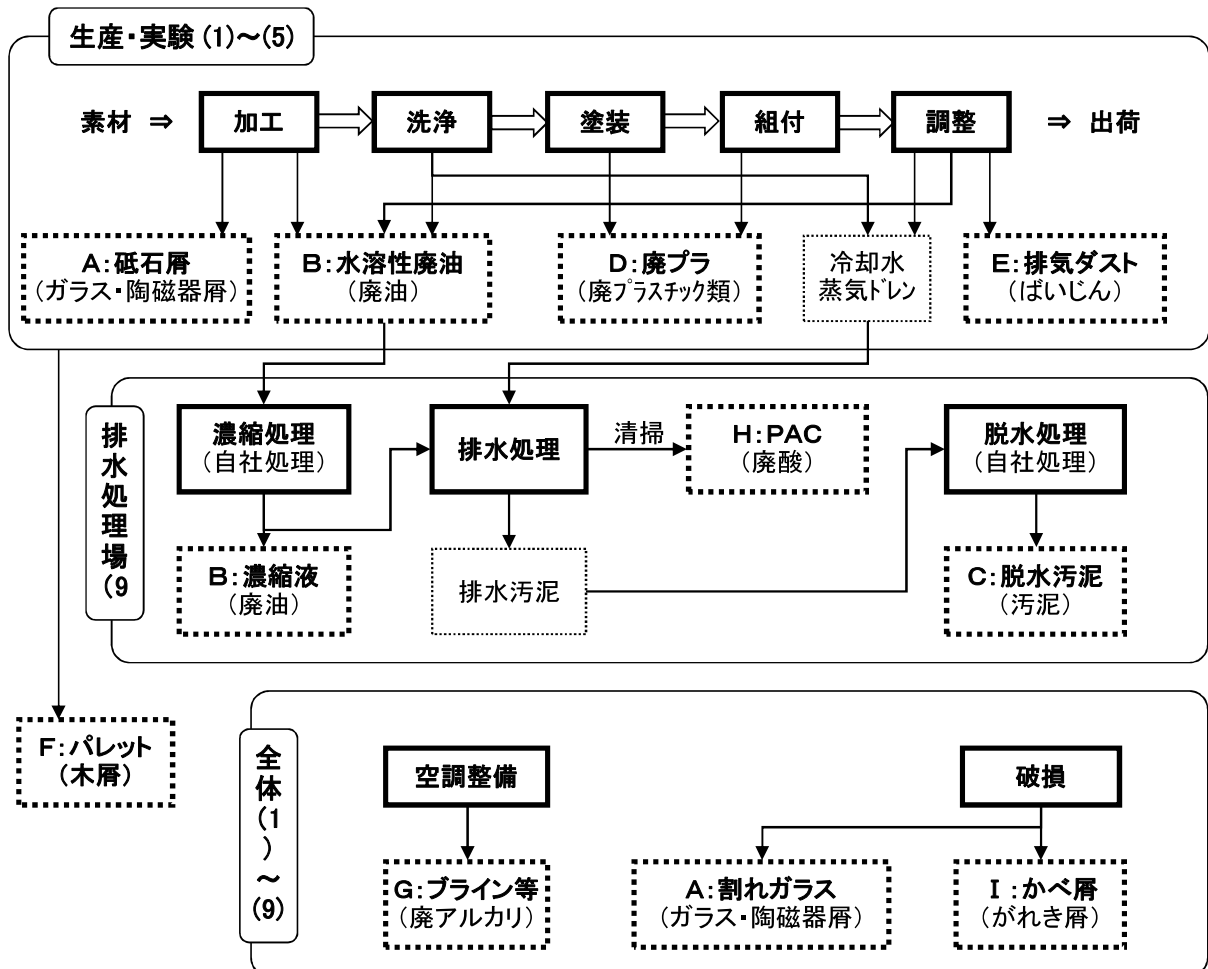 生産・実験 (1)～(5)
素材 ⇒ 加工 洗浄 塗装 組付 調整 ⇒ 出荷
A:砥石屑
(ガラス・陶磁器屑)
B:水溶性廃油
(廃油)
D:廃プラ
(廃プラスチック類)
冷却水
蒸気ドレン
E:排気ダスト
(ばいじん)
排水処理場(9
濃縮処理
(自社処理)
排水処理
清掃
H:PAC
(廃酸)
脱水処理
(自社処理)
B:濃縮液
(廃油)
排水汚泥
C:脱水汚泥
(汚泥)
F:パレット
(木屑)
全体(1)～(9)
空調整備
破損
G:ブライン等
(廃アルカリ)
A:割れガラス
(ガラス・陶磁器屑)
I:かべ屑
(がれき屑)